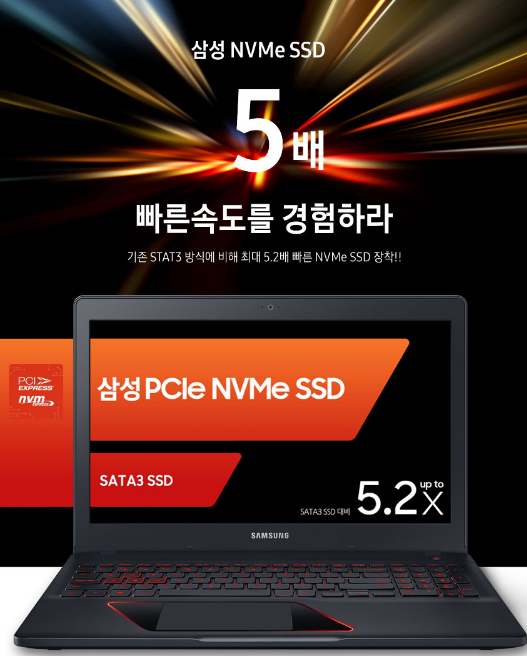 삼성 NVMe SSD
5배
빠른속도를 경험하라
기존 STAT3 방식에 비해 최대 5.2배 빠른 NVMe SSD 장착!!
PCI
EXPRESS
nvm
EXPRESS
삼성 PCIe NVMe SSD
SATA3 SSD
SATA3 SSD 대비 5.2 up to X
SAMSUNG